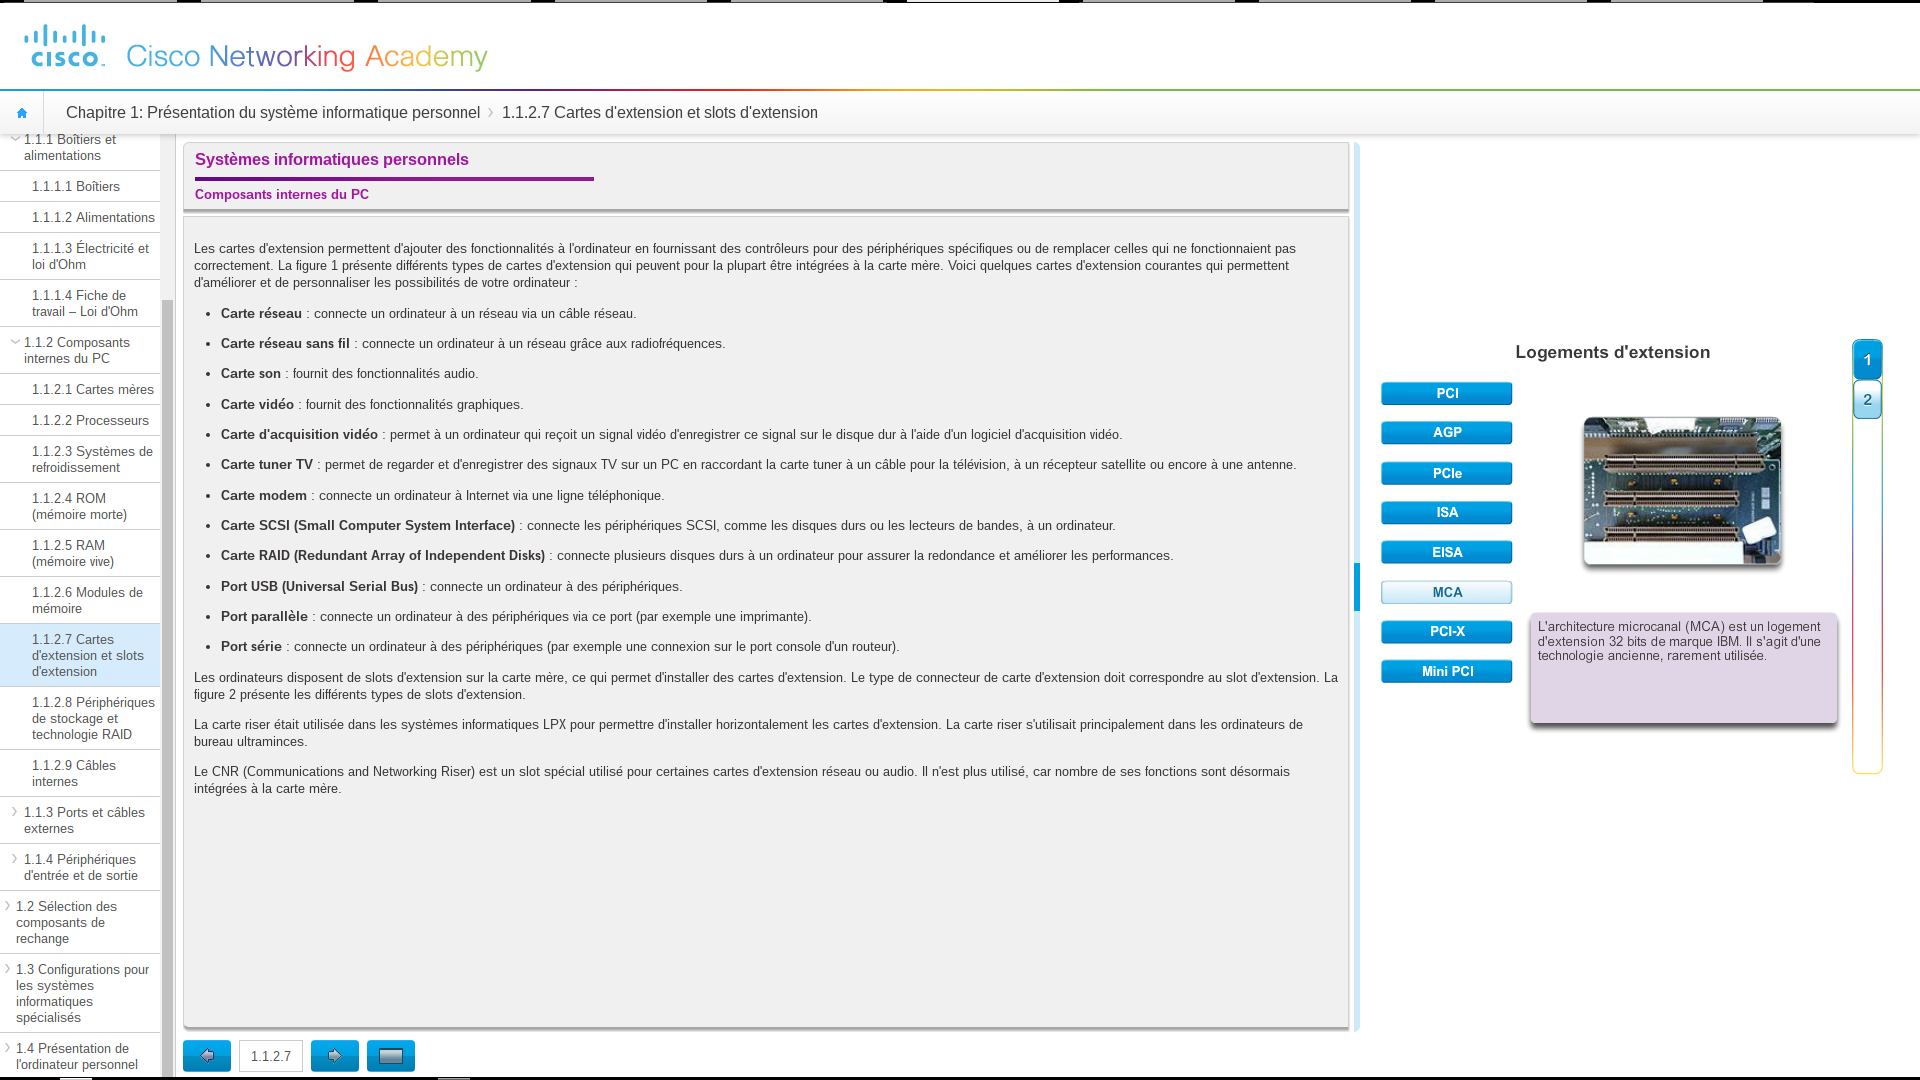 cisco
Cisco Networking Academy
Chapitre 1: Présentation du système informatique personnel
1.1.2.7 Cartes d'extension et slots d'extension
1.1.1 Boîtiers et
alimentations
1.1.1.1 Boîtiers
1.1.1.2 Alimentations
1.1.1.3 Électricité et
loi d'Ohm
1.1.1.4 Fiche de
travail – Loi d'Ohm
1.1.2 Composants
internes du PC
1.1.2.1 Cartes mères
1.1.2.2 Processeurs
1.1.2.3 Systèmes de
refroidissement
1.1.2.4 ROM
(mémoire morte)
1.1.2.5 RAM
(mémoire vive)
1.1.2.6 Modules de
mémoire
1.1.2.7 Cartes
d'extension et slots
d'extension
1.1.2.8 Périphériques
de stockage et
technologie RAID
1.1.2.9 Câbles
internes
1.1.3 Ports et câbles
externes
1.1.4 Périphériques
d'entrée et de sortie
1.2 Sélection des
composants de
rechange
1.3 Configurations pour
les systèmes
informatiques
spécialisés
1.4 Présentation de
l'ordinateur personnel
Systèmes informatiques personnels
Composants internes du PC
Les cartes d'extension permettent d'ajouter des fonctionnalités à l'ordinateur en fournissant des contrôleurs pour des périphériques spécifiques ou de remplacer celles qui ne fonctionnaient pas
correctement. La figure 1 présente différents types de cartes d'extension qui peuvent pour la plupart être intégrées à la carte mère. Voici quelques cartes d'extension courantes qui permettent
d'améliorer et de personnaliser les possibilités de votre ordinateur :
• Carte réseau : connecte un ordinateur à un réseau via un câble réseau.
• Carte réseau sans fil : connecte un ordinateur à un réseau grâce aux radiofréquences.
• Carte son : fournit des fonctionnalités audio.
• Carte vidéo : fournit des fonctionnalités graphiques.
• Carte d'acquisition vidéo : permet à un ordinateur qui reçoit un signal vidéo d'enregistrer ce signal sur le disque dur à l'aide d'un logiciel d'acquisition vidéo.
• Carte tuner TV : permet de regarder et d'enregistrer des signaux TV sur un PC en raccordant la carte tuner à un câble pour la télévision, à un récepteur satellite ou encore à une antenne.
• Carte modem : connecte un ordinateur à Internet via une ligne téléphonique.
• Carte SCSI (Small Computer System Interface) : connecte les périphériques SCSI, comme les disques durs ou les lecteurs de bandes, à un ordinateur.
• Carte RAID (Redundant Array of Independent Disks) : connecte plusieurs disques durs à un ordinateur pour assurer la redondance et améliorer les performances.
• Port USB (Universal Serial Bus) : connecte un ordinateur à des périphériques.
• Port parallèle : connecte un ordinateur à des périphériques via ce port (par exemple une imprimante).
• Port série : connecte un ordinateur à des périphériques (par exemple une connexion sur le port console d'un routeur).
Les ordinateurs disposent de slots d'extension sur la carte mère, ce qui permet d'installer des cartes d'extension. Le type de connecteur de carte d'extension doit correspondre au slot d'extension. La
figure 2 présente les différents types de slots d'extension.
La carte riser était utilisée dans les systèmes informatiques LPX pour permettre d'installer horizontalement les cartes d'extension. La carte riser s'utilisait principalement dans les ordinateurs de
bureau ultraminces.
Le CNR (Communications and Networking Riser) est un slot spécial utilisé pour certaines cartes d'extension réseau ou audio. Il n'est plus utilisé, car nombre de ses fonctions sont désormais
intégrées à la carte mère.
1.1.2.7
Logements d'extension
PCI
AGP
PCIe
ISA
EISA
MCA
PCI-X
Mini PCI
L'architecture microcanal (MCA) est un logement
d'extension 32 bits de marque IBM. Il s'agit d'une
technologie ancienne, rarement utilisée.
1
2